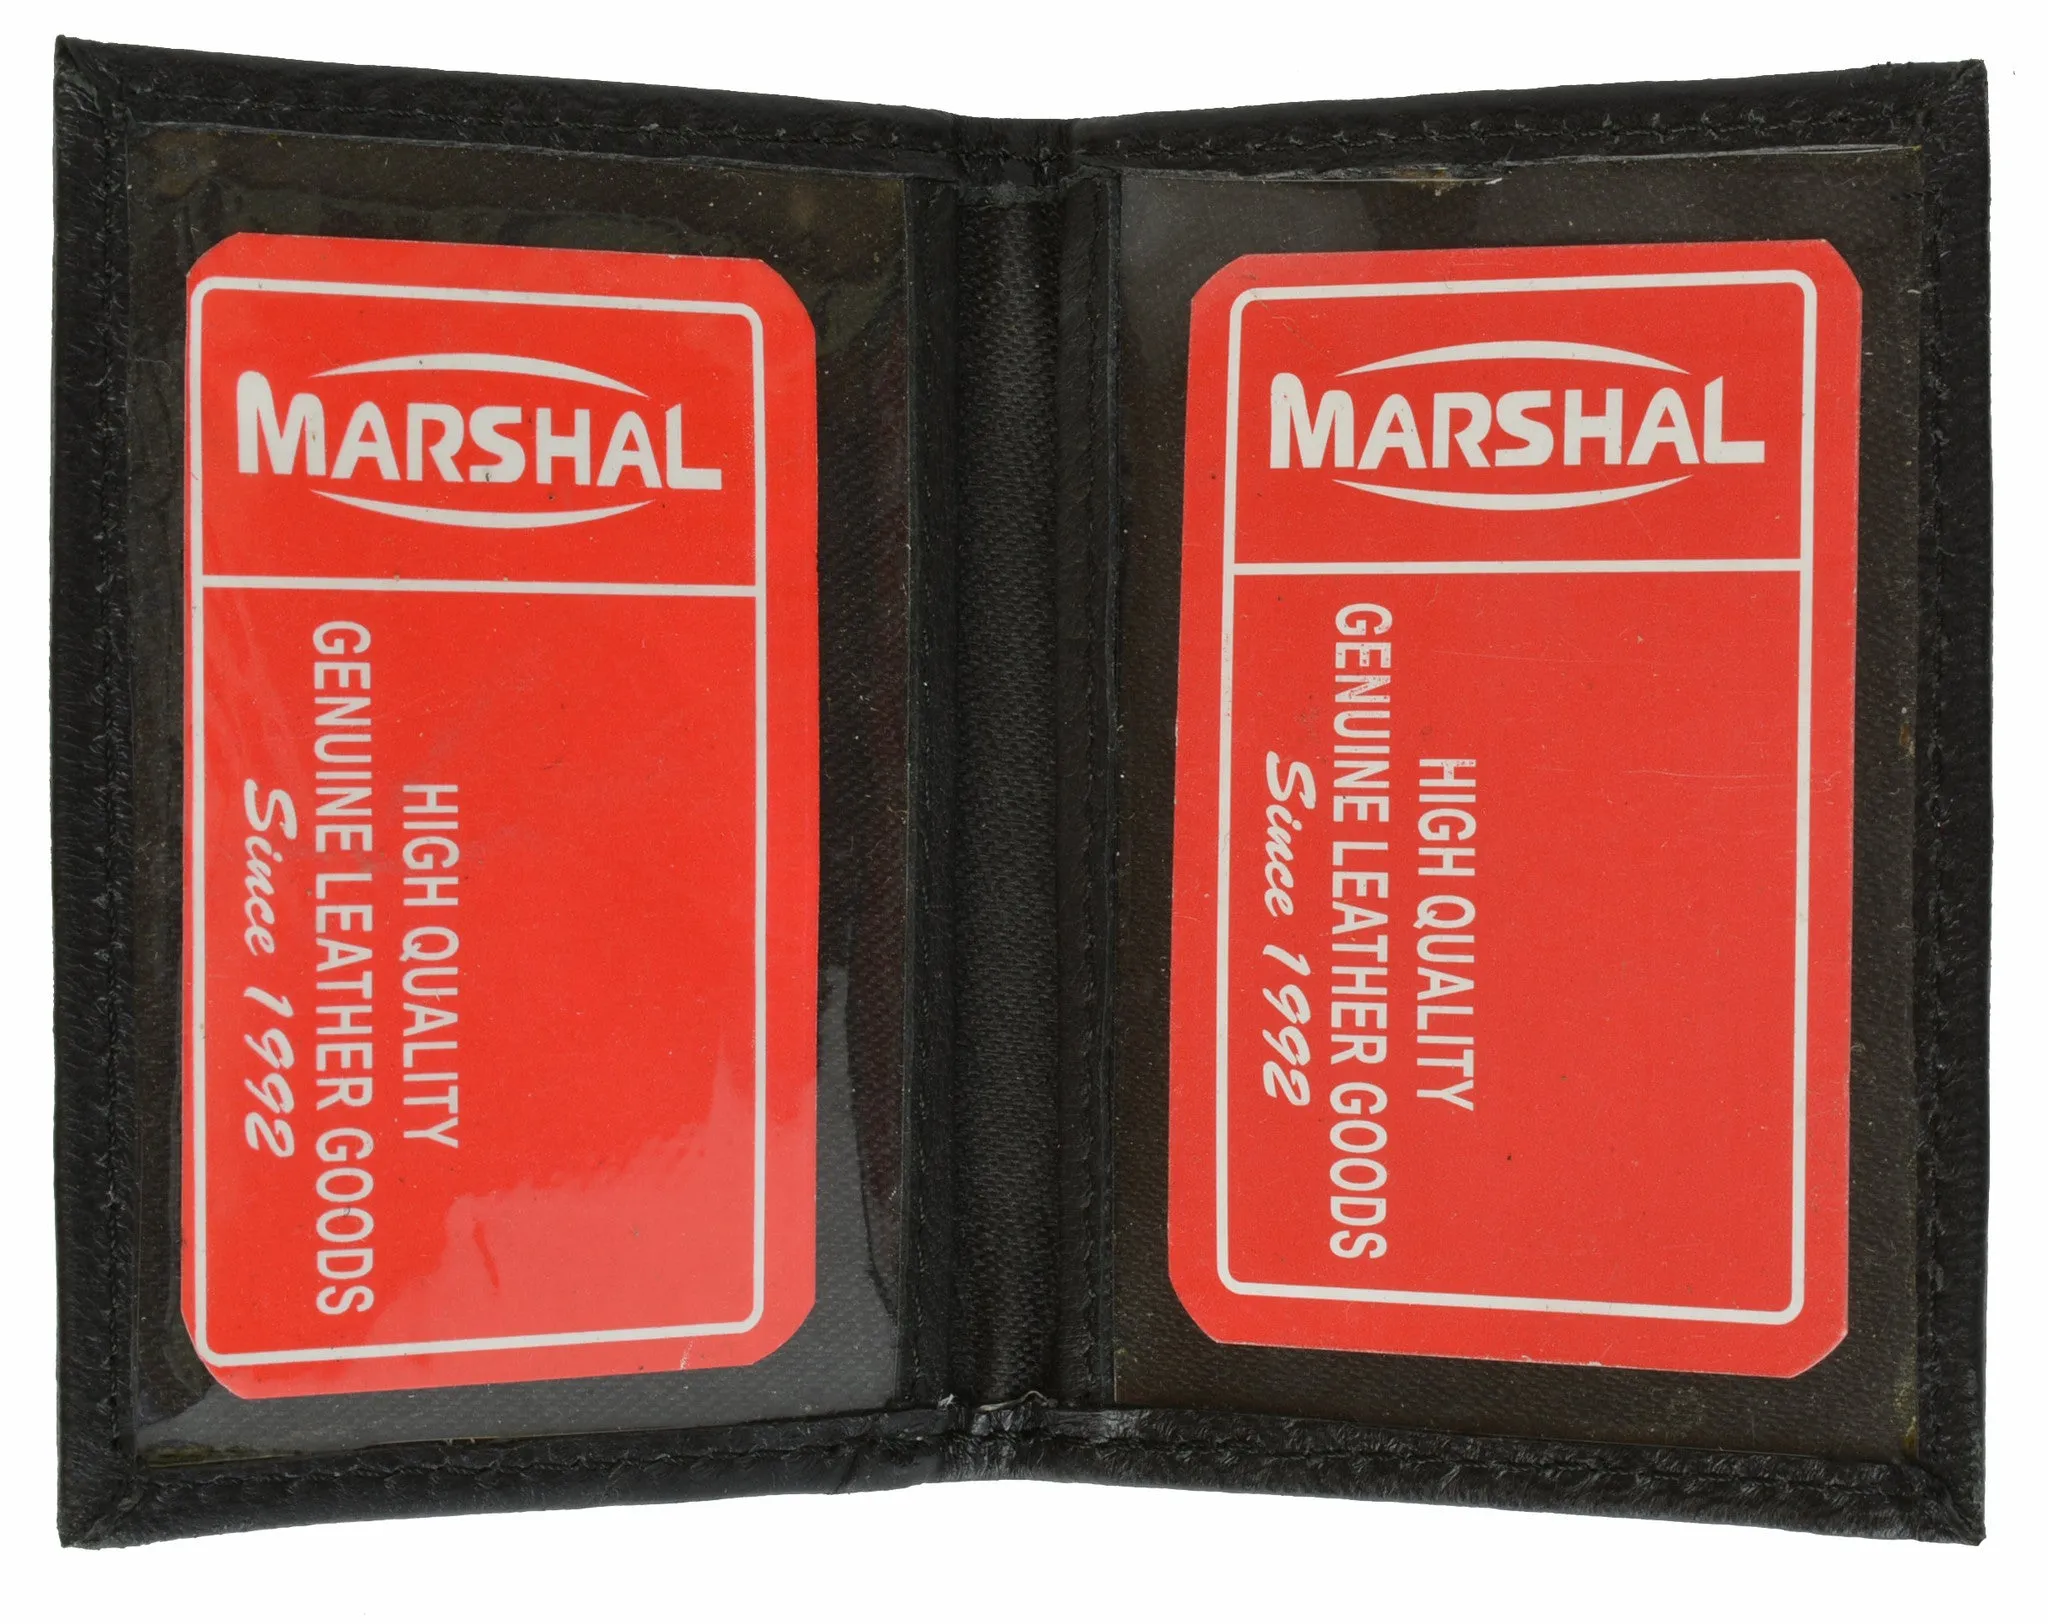 MARSHAL
HIGH QUALITY
GENUINE LEATHER GOODS
Since 1992
MARSHAL
HIGH QUALITY
GENUINE LEATHER GOODS
Since 1992